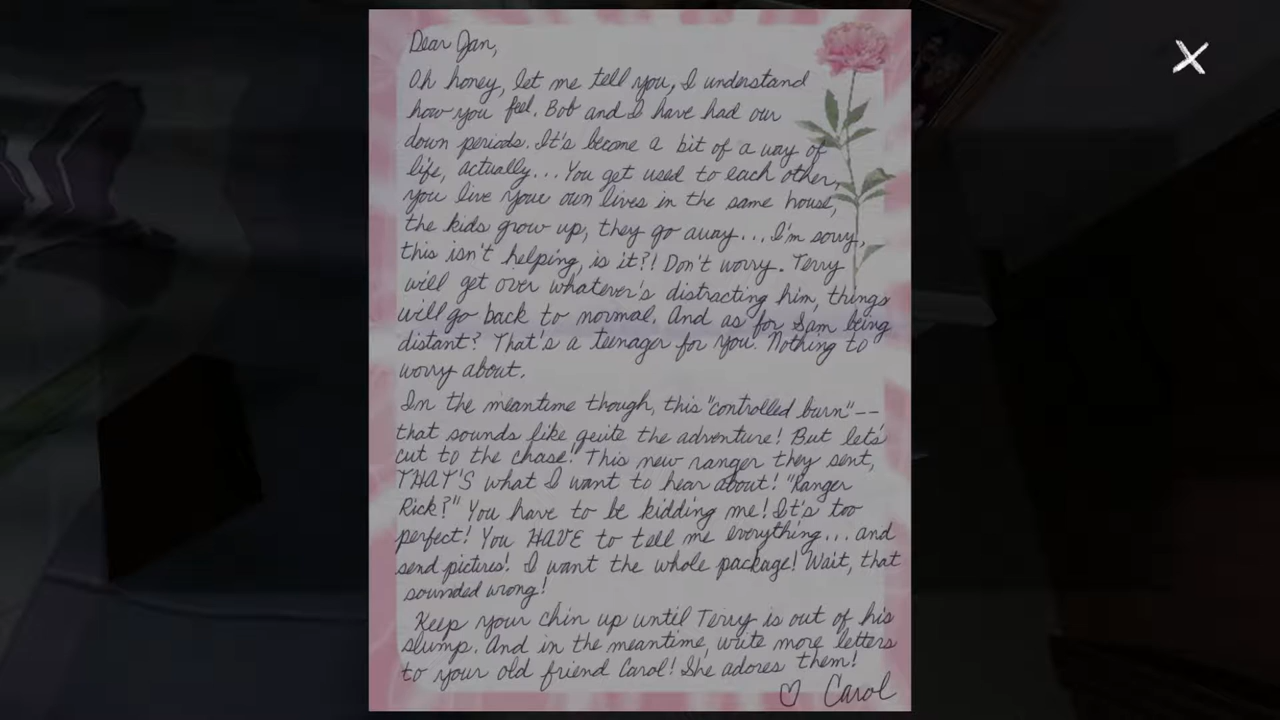 Dear Jan,
Oh honey, let me tell you, I understand
how you feel. Bob and I have had our
down periods. It's become a bit of a way of
life, actually... You get used to each other,
you live your own lives in the same house,
the kids grow up, they go away... I'm sorry,
this isn't helping, is it?! Don't worry. Terry
will get over whatever's distracting him, things
will go back to normal. And as for Sam being
distant? That's a teenager for you. Nothing to
worry about.
In the meantime though, this "controlled burn"--
that sounds like quite the adventure! But let's
cut to the chase! This new ranger they sent,
THAT'S what I want to hear about! "Ranger
Rick?" You have to be kidding me! It's too
perfect! You HAVE to tell me everything... and
send pictures! I want the whole package! Wait, that
sounded wrong!
Keep your chin up until Terry is out of his
slump. And in the meantime, write more letters
to your old friend Carol! She adores them!
♡ Carol